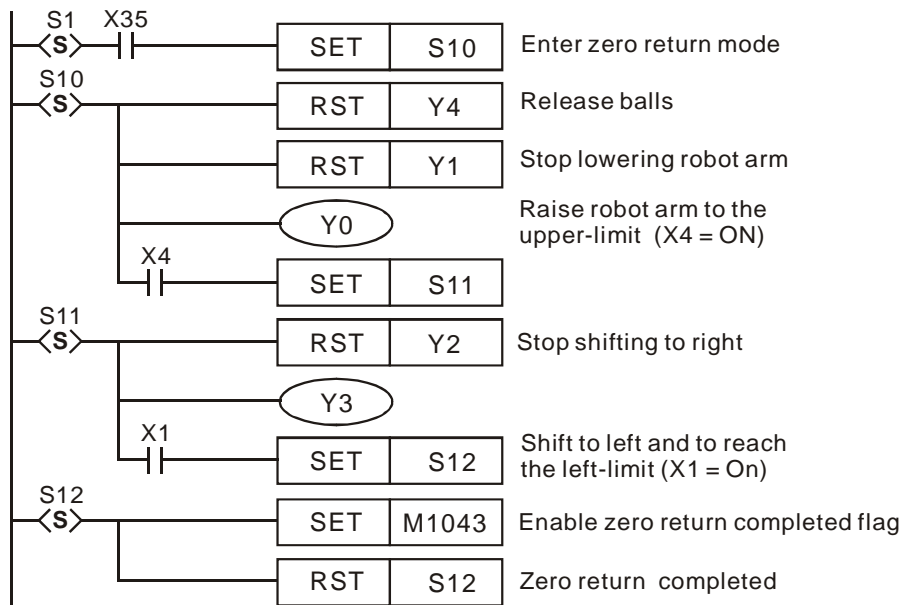 S1 X35
S SET S10 Enter zero return mode
S10
S RST Y4 Release balls
RST Y1 Stop lowering robot arm
Y0 Raise robot arm to the
upper-limit (X4 = ON)
X4
SET S11
S11
S RST Y2 Stop shifting to right
Y3
X1
SET S12 Shift to left and to reach
the left-limit (X1 = On)
S12
S SET M1043 Enable zero return completed flag
RST S12 Zero return completed